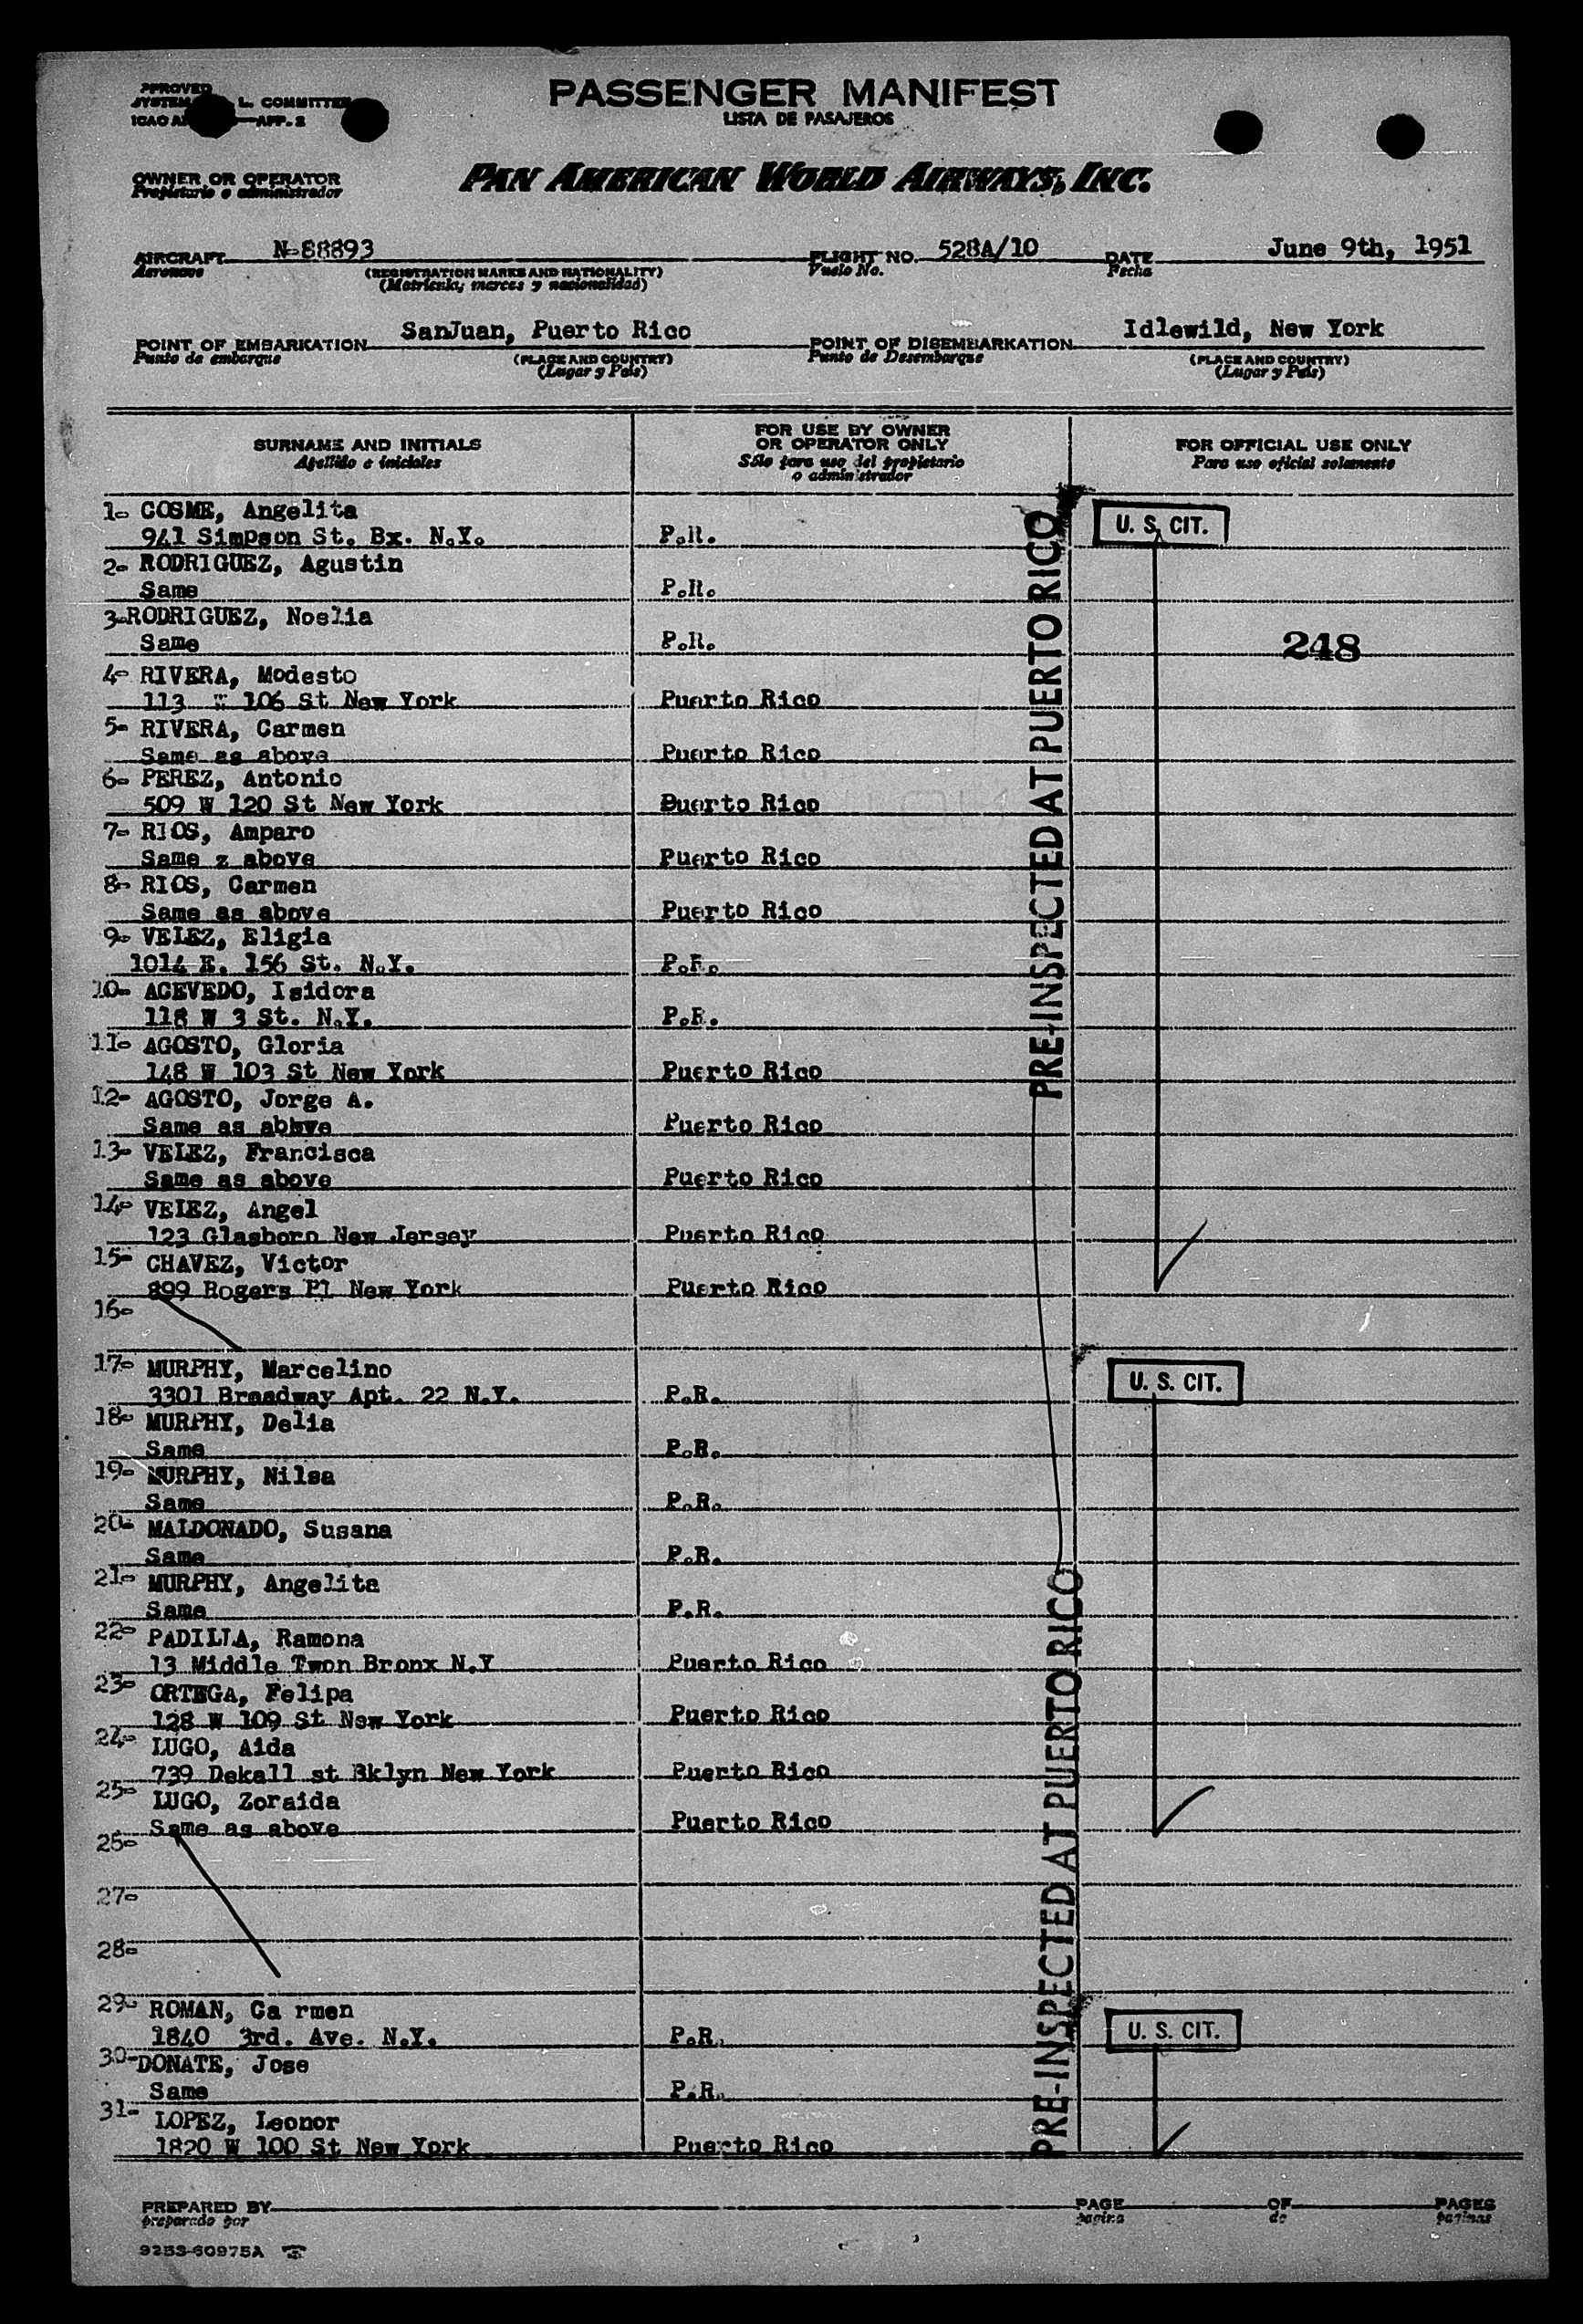 PPROVED
SYSTEM L. COMMITTEE
ICAO A —APP. 2
PASSENGER MANIFEST
LISTA DE PASAJEROS
OWNER OR OPERATOR
Propietario o administrador
PAN AMERICAN WORLD AIRWAYS, INC.
AIRCRAFT N-88893 FLIGHT NO. 528A/10 DATE June 9th, 1951
Aeronave (REGISTRATION MARKS AND NATIONALITY) Vuelo No. Fecha
(Matricula, marcas y nacionalidad)
POINT OF EMBARKATION SanJuan, Puerto Rico POINT OF DISEMBARKATION Idlewild, New York
Punto de embarque (PLACE AND COUNTRY) Punto de Desembarque (PLACE AND COUNTRY)
(Lugar y País) (Lugar y País)
SURNAME AND INITIALS
Apellido e iniciales
FOR USE BY OWNER
OR OPERATOR ONLY
Sólo para uso del propietario
o administrador
FOR OFFICIAL USE ONLY
Para uso oficial solamente
1- COSME, Angelita
941 Simpson St. Bx. N.Y. P.R.
U. S. CIT.
2- RODRIGUEZ, Agustin
Same P.R.
3-RODRIGUEZ, Noelia
Same P.R.
248
4- RIVERA, Modesto
113 W 106 St New York Puerto Rico
5- RIVERA, Carmen
Same as above Puerto Rico
6- PEREZ, Antonio
509 W 120 St New York Puerto Rico
7- RIOS, Amparo
Same z above Puerto Rico
8- RIOS, Carmen
Same as above Puerto Rico
9- VELEZ, Eligia
1014 E. 156 St. N.Y. P.R.
10- ACEVEDO, Isidora
118 W 3 St. N.Y. P.R.
11- AGOSTO, Gloria
148 W 103 St New York Puerto Rico
12- AGOSTO, Jorge A.
Same as abbve Puerto Rico
13- VELEZ, Francisca
Same as above Puerto Rico
14- VELEZ, Angel
123 Glasborn New Jersey Puerto Rico
15- CHAVEZ, Victor
899 Rogers Pl New York Puerto Rico
16-
PRE-INSPECTED AT PUERTO RICO
17- MURPHY, Marcelino
3301 Broadway Apt. 22 N.Y. P.R.
U. S. CIT.
18- MURPHY, Delia
Same P.R.
19- MURPHY, Nilsa
Same P.R.
20- MALDONADO, Susana
Same P.R.
21- MURPHY, Angelita
Same P.R.
22- PADILLA, Ramona
13 Middle Twon Bronx N.Y Puerto Rico
23- ORTEGA, Felipa
128 W 109 St New York Puerto Rico
24- LUGO, Aida
739 Dekall st Bklyn New York Puerto Rico
25- LUGO, Zoraida
Same as above Puerto Rico
26-
27-
28-
29- ROMAN, Ca rmen
1840 3rd. Ave. N.Y. P.R.
U. S. CIT.
30-DONATE, Jose
Same P.R.
31- LOPEZ, Leonor
1820 W 100 St New York Puerto Rico
PRE-INSPECTED AT PUERTO RICO
PREPARED BY PAGE OF PAGES
preparado por pagina de paginas
9253-60975A